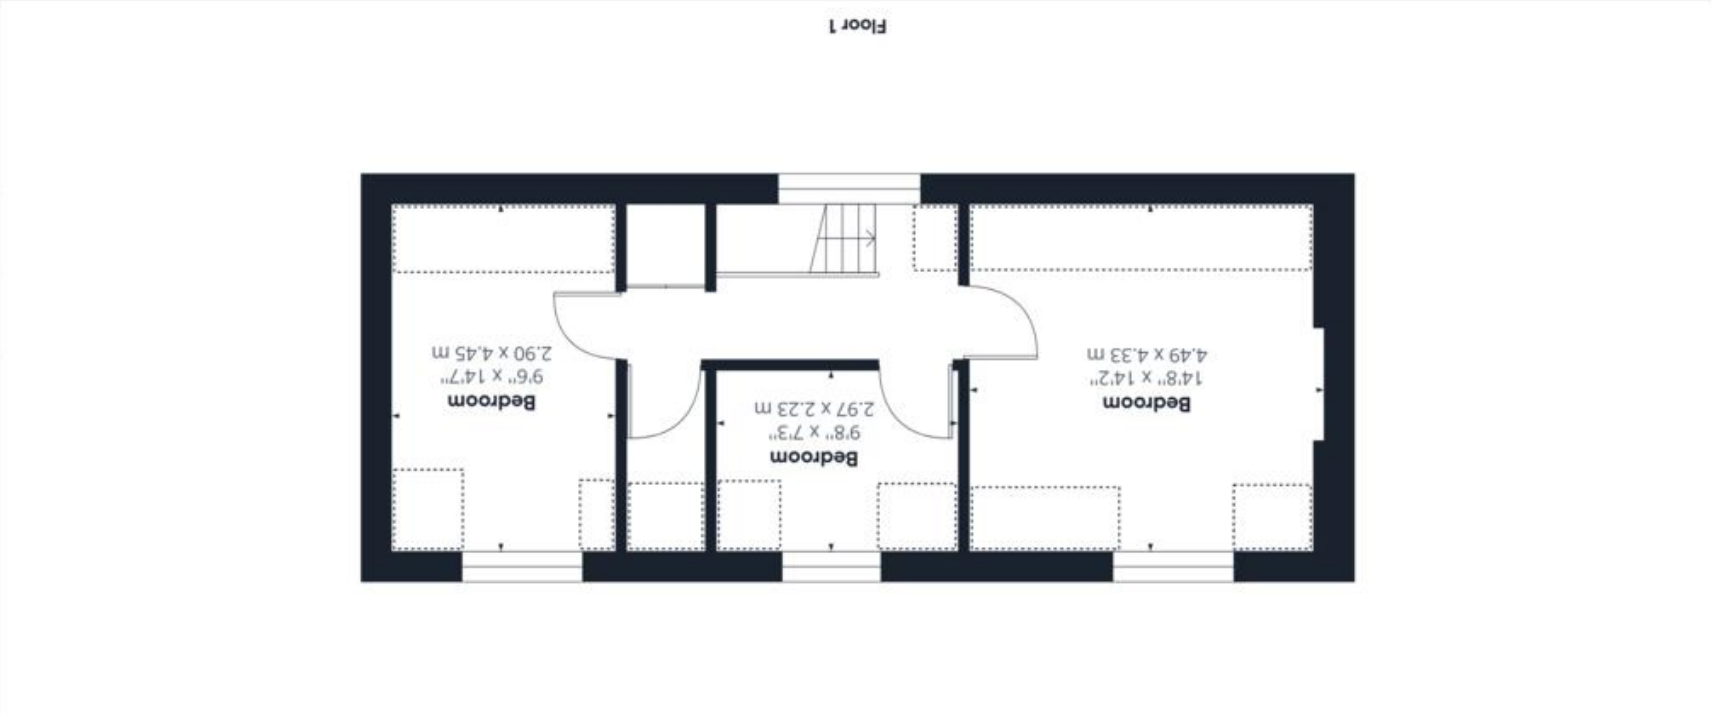 Bedroom
14'8" x 14'2"
4.49 x 4.33 m
Bedroom
9'8" x 7'3"
2.97 x 2.23 m
Bedroom
9'6" x 14'7"
2.90 x 4.45 m
Floor 1